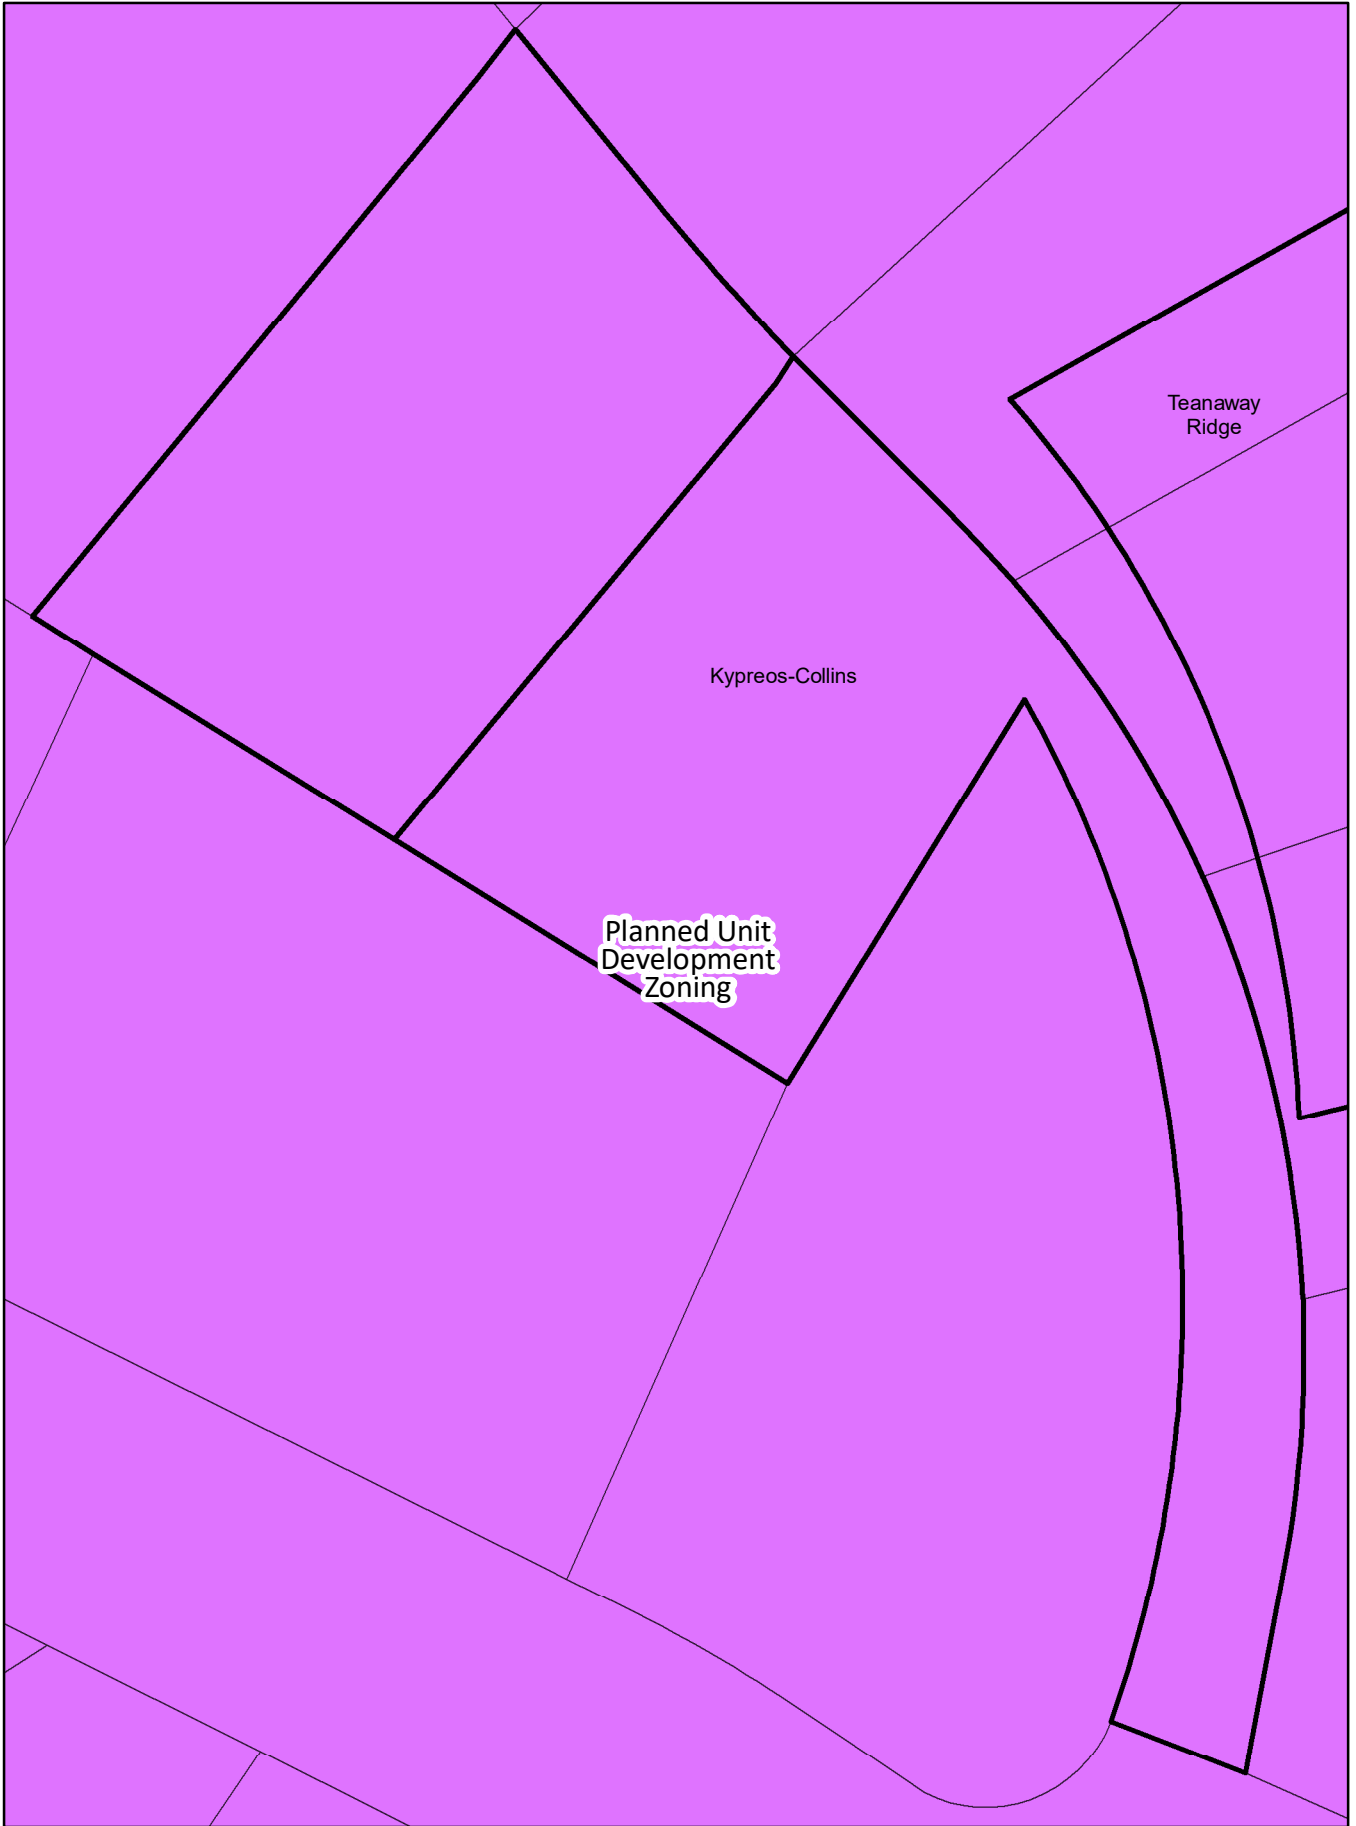 Teanaway
Ridge
Kypreos-Collins
Planned Unit
Development
Zoning